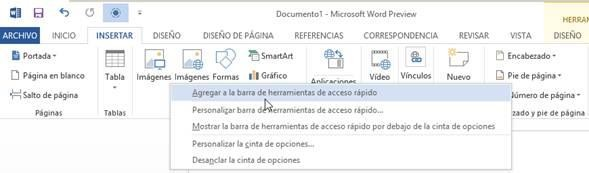 Documento1 - Microsoft Word Preview
HERRAM
ARCHIVO INICIO INSERTAR DISEÑO DISEÑO DE PÁGINA REFERENCIAS CORRESPONDENCIA REVISAR VISTA DISEÑO
Portada
Página en blanco
Salto de página
Páginas
Tabla
Tablas
Imágenes
Imágenes
SmartArt
Gráfico
Aplicaciones
Vídeo
Vínculos
Nuevo
Encabezado
Pie de página
Número de página
zado y pie de pág
Agregar a la barra de herramientas de acceso rápido
Personalizar barra de herramientas de acceso rápido...
Mostrar la barra de herramientas de acceso rápido por debajo de la cinta de opciones
Personalizar la cinta de opciones...
Desanclar la cinta de opciones